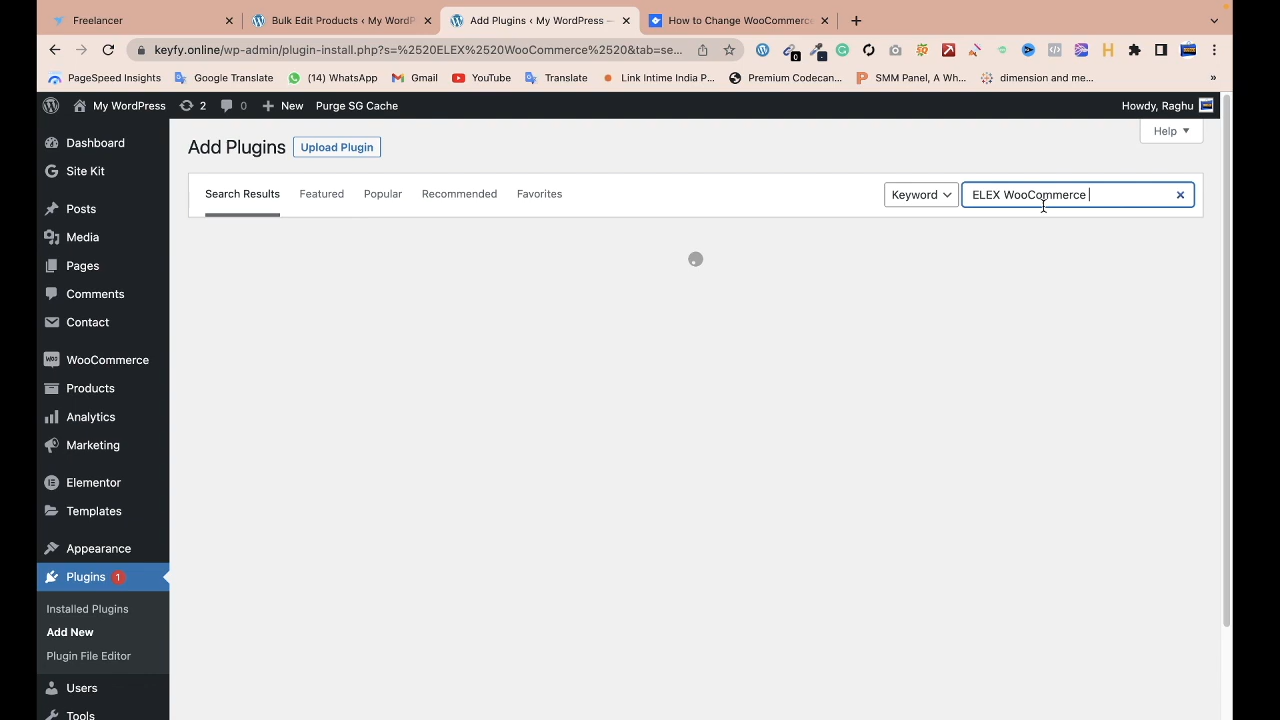 Freelancer
Bulk Edit Products ‹ My WordP
Add Plugins ‹ My WordPress —
How to Change WooCommerc
keyfy.online/wp-admin/plugin-install.php?s=%2520ELEX%2520WooCommerce%2520&tab=se...
PageSpeed Insights
Google Translate
(14) WhatsApp
Gmail
YouTube
Translate
Link Intime India P...
Premium Codecan...
SMM Panel, A Wh...
dimension and me...
»
My WordPress
2
0
New
Purge SG Cache
Howdy, Raghu
Help
Add Plugins
Upload Plugin
Search Results
Featured
Popular
Recommended
Favorites
Keyword
ELEX WooCommerce
Dashboard
Site Kit
Posts
Media
Pages
Comments
Contact
WooCommerce
Products
Analytics
Marketing
Elementor
Templates
Appearance
Plugins 1
Installed Plugins
Add New
Plugin File Editor
Users
Tools